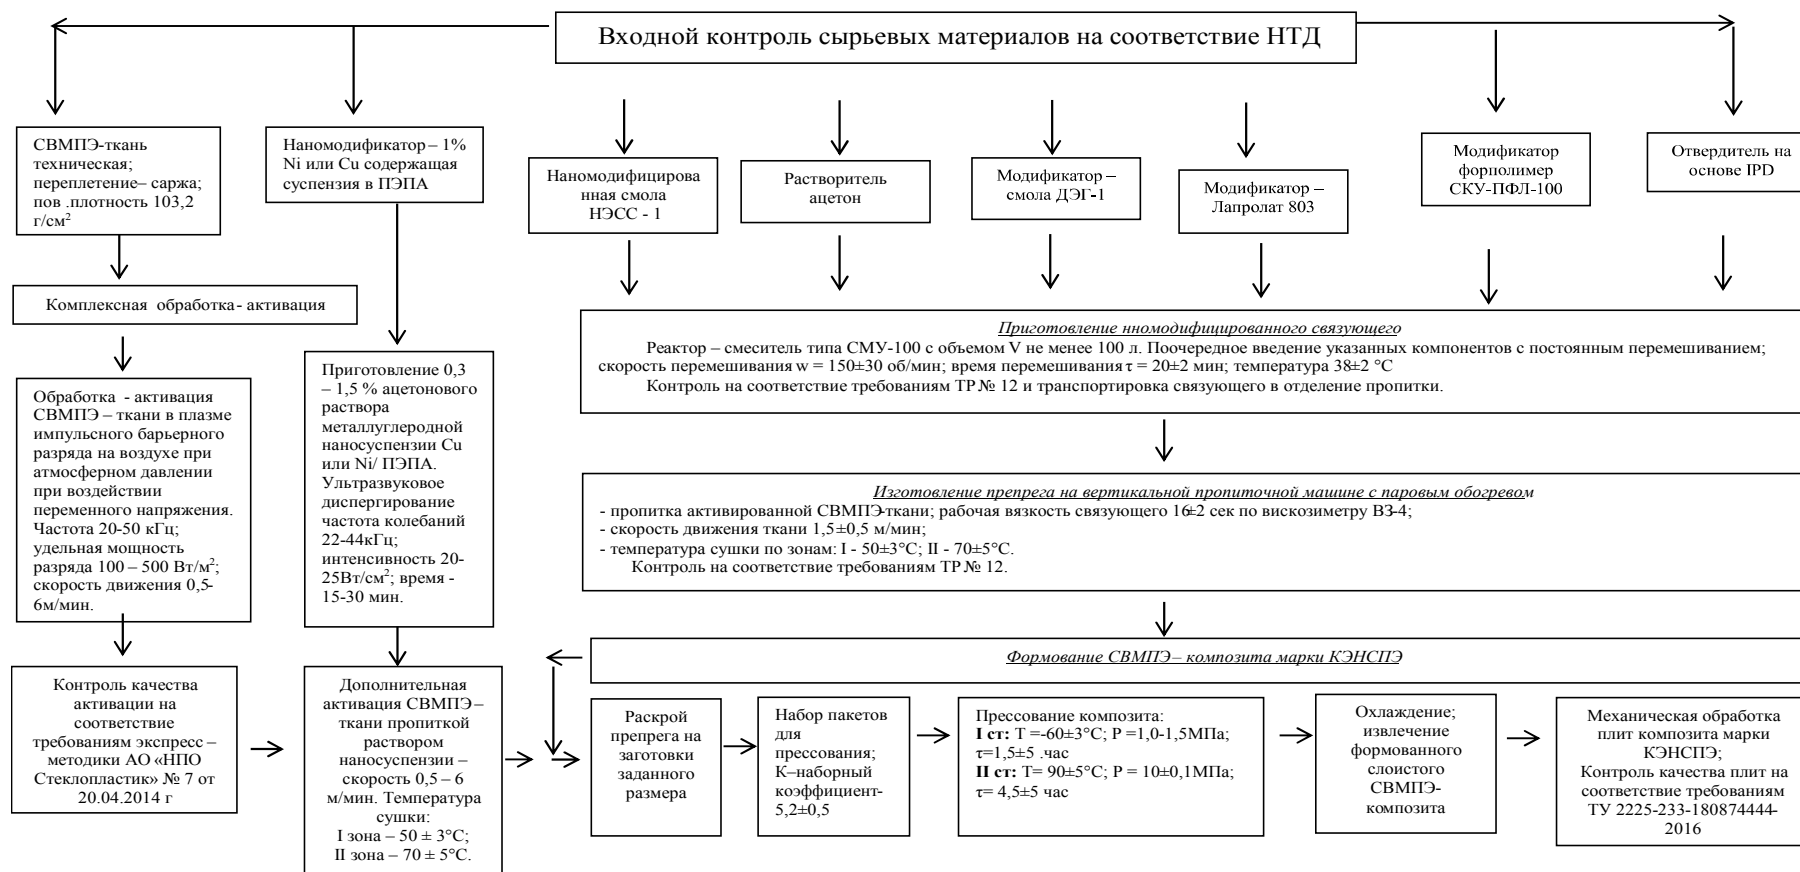 Входной контроль сырьевых материалов на соответствие НТД
СВМПЭ-ткань
техническая;
переплетение– саржа;
пов .плотность 103,2
г/см²
Наномодификатор – 1%
Ni или Cu содержащая
суспензия в ПЭПА
Наномодифицирова
нная смола
НЭСС - 1
Растворитель
ацетон
Модификатор –
смола ДЭГ-1
Модификатор –
Лапролат 803
Модификатор
форполимер
СКУ-ПФЛ-100
Отвердитель на
основе IPD
Комплексная обработка- активация
Обработка - активация
СВМПЭ – ткани в плазме
импульсного барьерного
разряда на воздухе при
атмосферном давлении
при воздействии
переменного напряжения.
Частота 20-50 кГц;
удельная мощность
разряда 100 – 500 Вт/м²;
скорость движения 0,5-
6м/мин.
Приготовление 0,3
– 1,5 % ацетонового
раствора
металлуглеродной
наносуспензии Cu
или Ni/ ПЭПА.
Ультразвуковое
диспергирование
частота колебаний
22-44кГц;
интенсивность 20-
25Вт/см²; время -
15-30 мин.
Приготовление нномодифицированного связующего
Реактор – смеситель типа СМУ-100 с объемом V не менее 100 л. Поочередное введение указанных компонентов с постоянным перемешиванием;
скорость перемешивания w = 150±30 об/мин; время перемешивания τ = 20±2 мин; температура 38±2 °С
Контроль на соответствие требованиям ТР № 12 и транспортировка связующего в отделение пропитки.
Изготовление препрега на вертикальной пропиточной машине с паровым обогревом
- пропитка активированной СВМПЭ-ткани; рабочая вязкость связующего 16±2 сек по вискозиметру ВЗ-4;
- скорость движения ткани 1,5±0,5 м/мин;
- температура сушки по зонам: I - 50±3°С; II - 70±5°С.
Контроль на соответствие требованиям ТР № 12.
Формование СВМПЭ – композита марки КЭНСПЭ
Контроль качества
активации на
соответствие
требованиям экспресс –
методики АО «НПО
Стеклопластик» № 7 от
20.04.2014 г
Дополнительная
активация СВМПЭ –
ткани пропиткой
раствором
наносуспензии –
скорость 0,5 – 6
м/мин. Температура
сушки:
I зона – 50 ± 3°С;
II зона – 70 ± 5°С.
Раскрой
препрега на
заготовки
заданного
размера
Набор пакетов
для
прессования;
К–наборный
коэффициент-
5,2±0,5
Прессование композита:
I ст: Т =-60±3°С; Р =1,0-1,5МПа;
τ=1,5±5 .час
II ст: Т= 90±5°С; Р = 10±0,1МПа;
τ= 4,5±5 час
Охлаждение;
извлечение
формованного
слоистого
СВМПЭ-
композита
Механическая обработка
плит композита марки
КЭНСПЭ;
Контроль качества плит на
соответствие требованиям
ТУ 2225-233-180874444-
2016